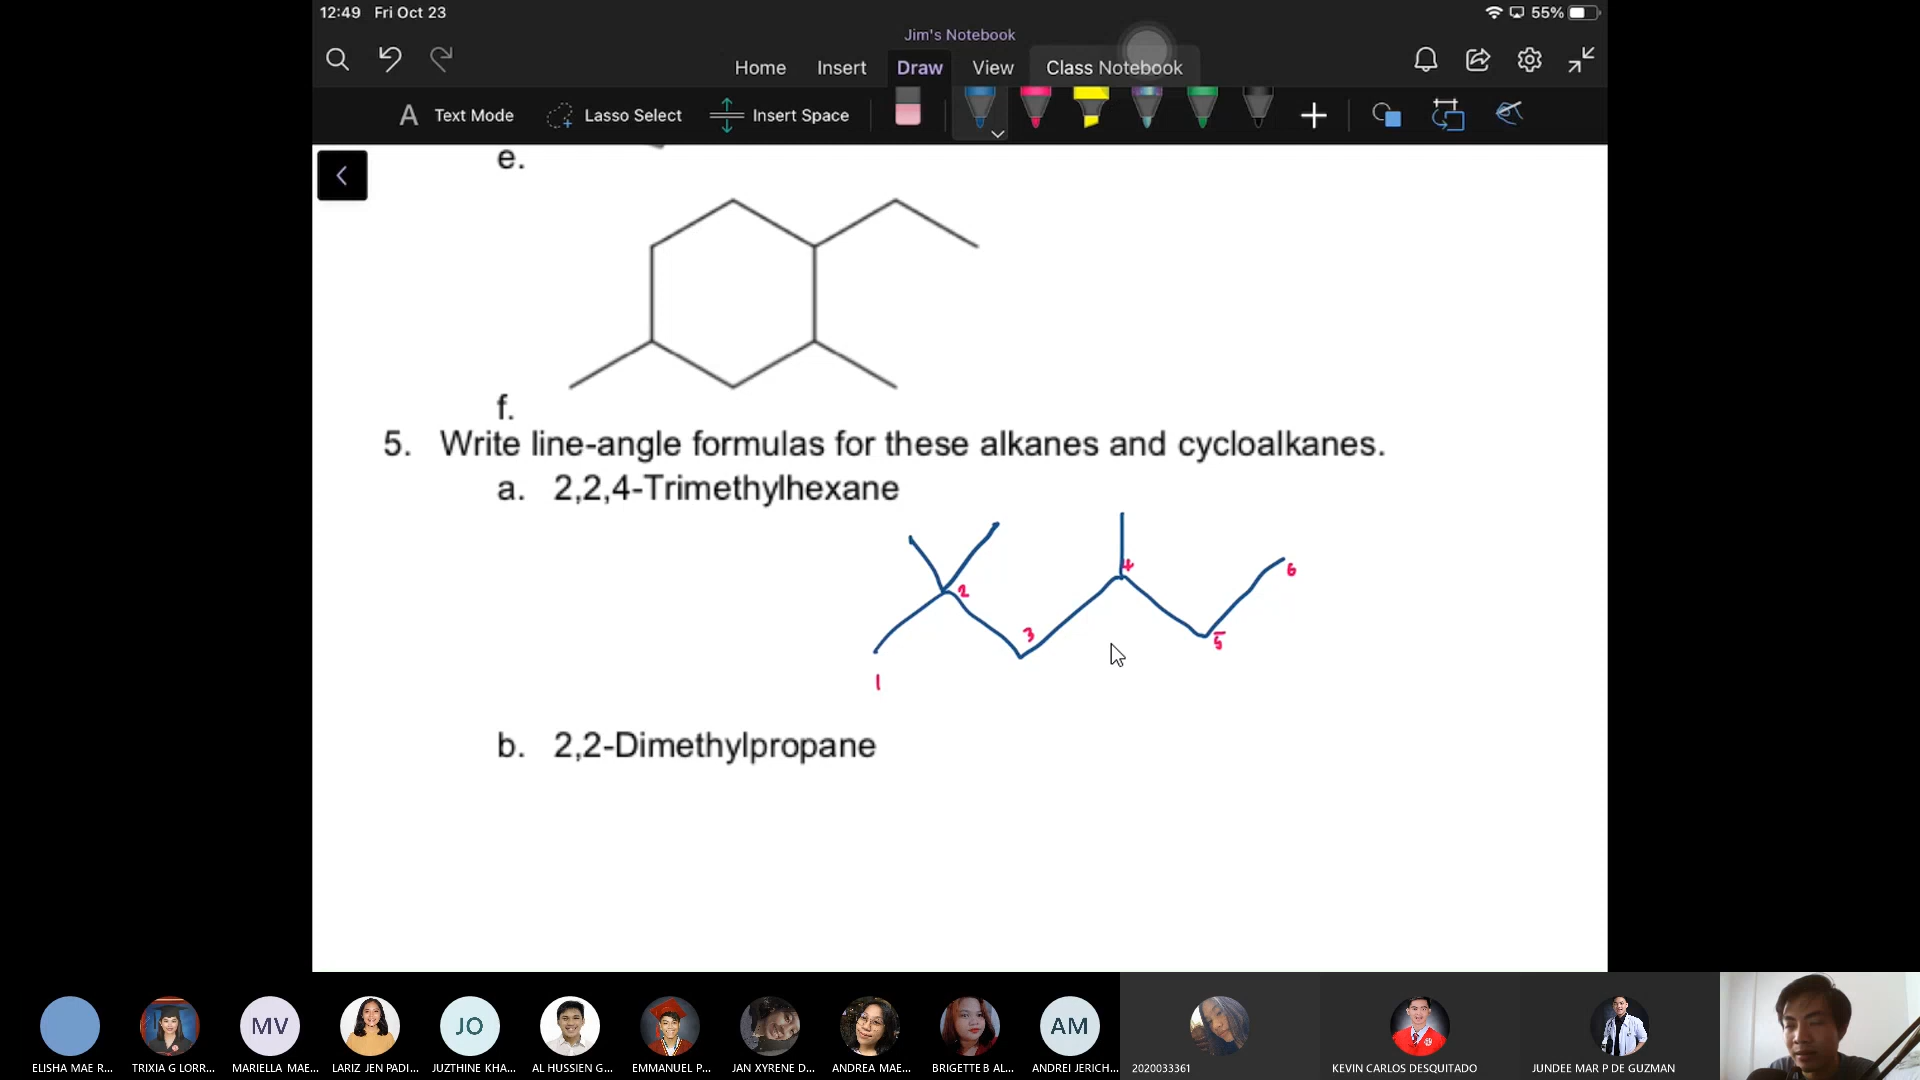 12:49 Fri Oct 23
55%
Jim's Notebook
Home Insert Draw View Class Notebook
A Text Mode Lasso Select Insert Space
e.
f.
5. Write line-angle formulas for these alkanes and cycloalkanes.
a. 2,2,4-Trimethylhexane
1 2 3 4 5 6
b. 2,2-Dimethylpropane
MV JO AM
ELISHA MAE R... TRIXIA G LORR... MARIELLA MAE... LARIZ JEN PADI... JUZTHINE KHA... AL HUSSIEN G... EMMANUEL P... JAN XYRENE D... ANDREA MAE... BRIGETTE B AL... ANDREI JERICH... 2020033361 KEVIN CARLOS DESQUITADO JUNDEE MAR P DE GUZMAN